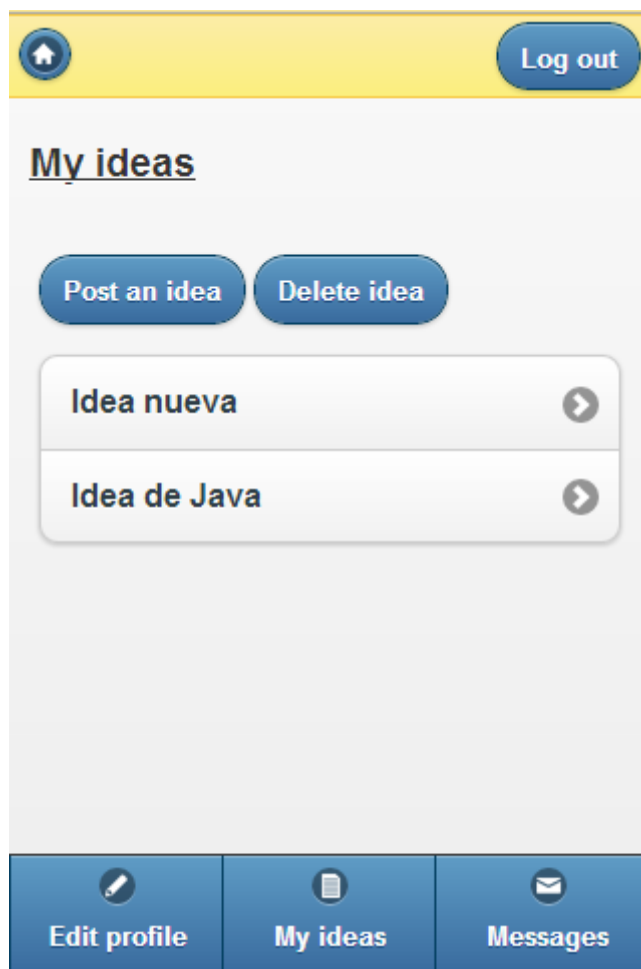 Log out
My ideas
Post an idea Delete idea
Idea nueva
Idea de Java
Edit profile My ideas Messages